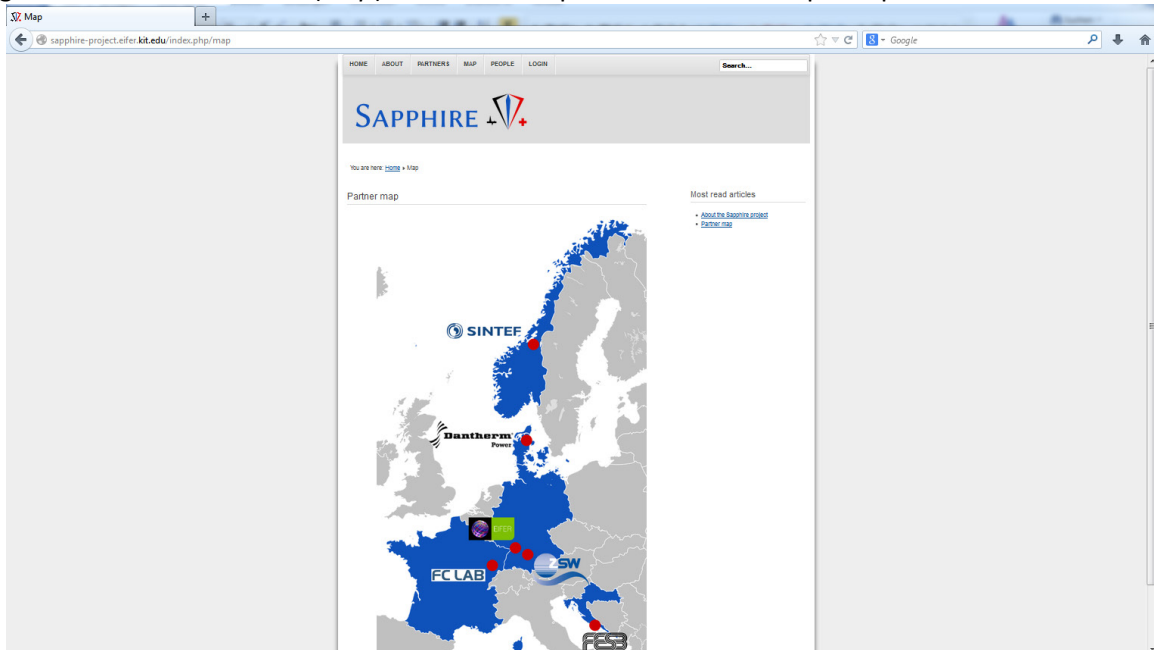 Map
sapphire-project.eifer.kit.edu/index.php/map
Google
HOME ABOUT PARTNERS MAP PEOPLE LOGIN
Search...
SAPPHIRE
You are here: Home Map
Partner map
Most read articles
About the Sapphire project
Partner map
SINTEF
Dantherm
Power
EIFER
ZSW
FC LAB
FESB